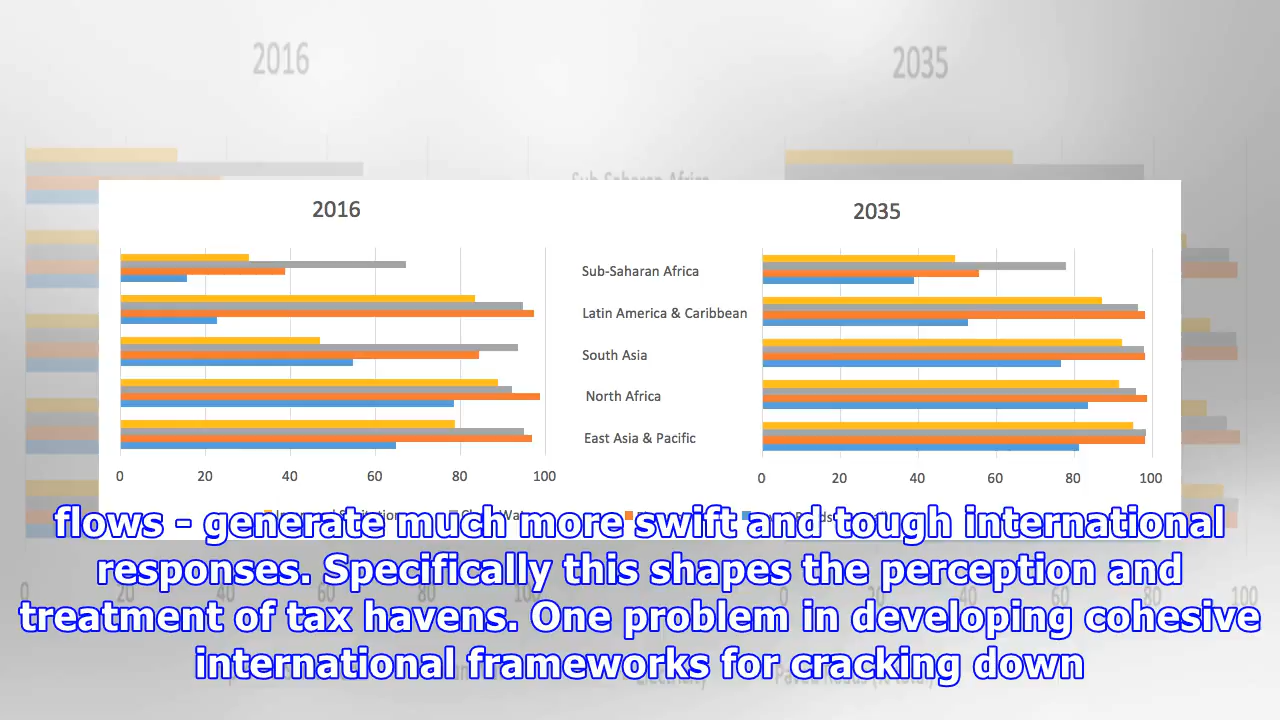 2016
2035
2016
2035
Sub-Saharan Africa
Latin America & Caribbean
South Asia
North Africa
East Asia & Pacific
0 20 40 60 80 100
0 20 40 60 80 100
flows - generate much more swift and tough international
responses. Specifically this shapes the perception and
treatment of tax havens. One problem in developing cohesive
international frameworks for cracking down